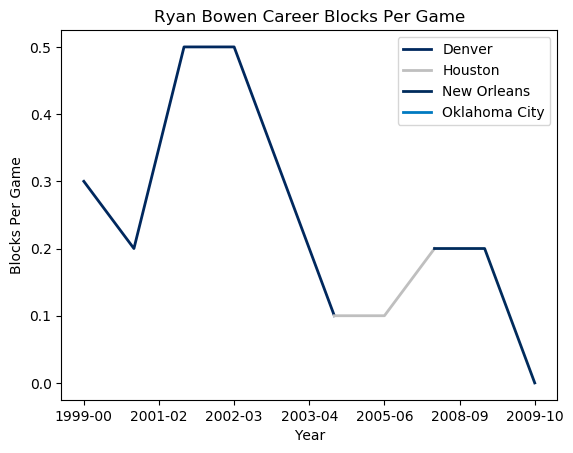 Ryan Bowen Career Blocks Per Game
Denver
Houston
New Orleans
Oklahoma City
Blocks Per Game
0.5
0.4
0.3
0.2
0.1
0.0
1999-00 2001-02 2002-03 2003-04 2005-06 2008-09 2009-10
Year